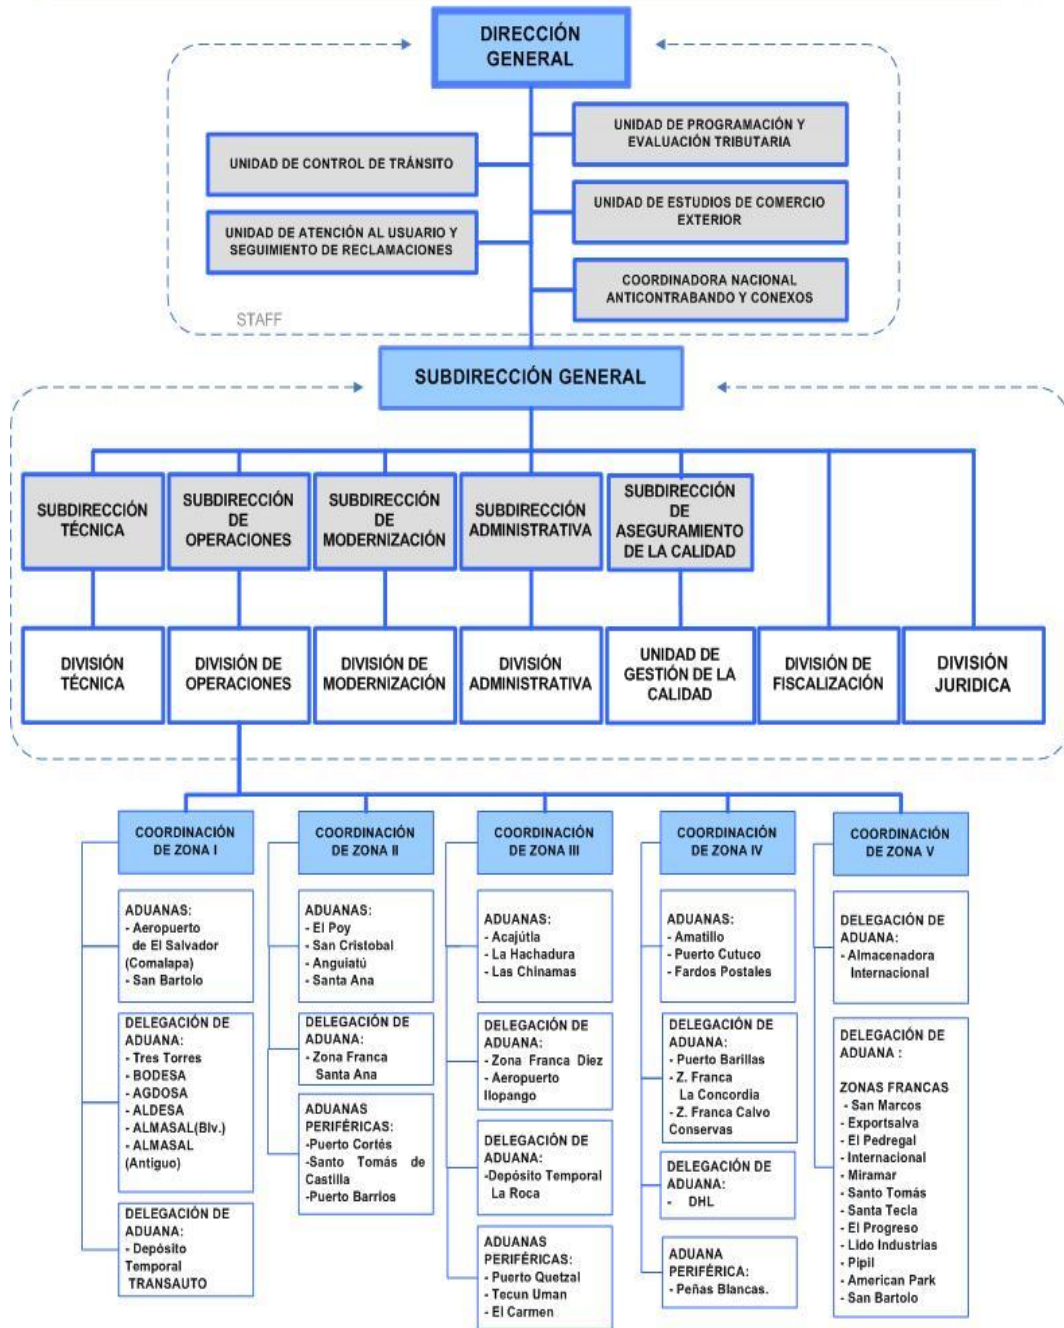 DIRECCIÓN
GENERAL
UNIDAD DE CONTROL DE TRÁNSITO
UNIDAD DE ATENCIÓN AL USUARIO Y
SEGUIMIENTO DE RECLAMACIONES
UNIDAD DE PROGRAMACIÓN Y
EVALUACIÓN TRIBUTARIA
UNIDAD DE ESTUDIOS DE COMERCIO
EXTERIOR
COORDINADORA NACIONAL
ANTICONTRABANDO Y CONEXOS
STAFF
SUBDIRECCIÓN GENERAL
SUBDIRECCIÓN
TÉCNICA
SUBDIRECCIÓN
DE
OPERACIONES
SUBDIRECCIÓN
DE
MODERNIZACIÓN
SUBDIRECCIÓN
ADMINISTRATIVA
SUBDIRECCIÓN
DE
ASEGURAMIENTO
DE LA CALIDAD
DIVISIÓN
TÉCNICA
DIVISIÓN DE
OPERACIONES
DIVISIÓN DE
MODERNIZACIÓN
DIVISIÓN
ADMINISTRATIVA
UNIDAD DE
GESTIÓN DE LA
CALIDAD
DIVISIÓN DE
FISCALIZACIÓN
DIVISIÓN
JURIDICA
COORDINACIÓN
DE ZONA I
ADUANAS:
- Aeropuerto
de El Salvador
(Comalapa)
- San Bartolo
DELEGACIÓN DE
ADUANA:
- Tres Torres
- BODESA
- AGDOSA
- ALDESA
- ALMASAL(Blv.)
- ALMASAL
(Antiguo)
DELEGACIÓN DE
ADUANA:
- Depósito
Temporal
TRANSAUTO
COORDINACIÓN
DE ZONA II
ADUANAS:
- El Poy
- San Cristobal
- Anguiatú
- Santa Ana
DELEGACIÓN DE
ADUANA:
- Zona Franca
Santa Ana
ADUANAS
PERIFÉRICAS:
-Puerto Cortés
-Santo Tomás de
Castilla
-Puerto Barrios
COORDINACIÓN
DE ZONA III
ADUANAS:
- Acajútla
- La Hachadura
- Las Chinamas
DELEGACIÓN DE
ADUANA:
- Zona Franca Diez
- Aeropuerto
Ilopango
DELEGACIÓN DE
ADUANA:
-Depósito Temporal
La Roca
ADUANAS
PERIFÉRICAS:
- Puerto Quetzal
- Tecun Uman
- El Carmen
COORDINACIÓN
DE ZONA IV
ADUANAS:
- Amatillo
- Puerto Cutuco
- Fardos Postales
DELEGACIÓN DE
ADUANA:
- Puerto Barillas
- Z. Franca
La Concordia
- Z. Franca Calvo
Conservas
DELEGACIÓN DE
ADUANA:
- DHL
ADUANA
PERIFÉRICA:
- Peñas Blancas.
COORDINACIÓN
DE ZONA V
DELEGACIÓN DE
ADUANA:
- Almacenadora
Internacional
DELEGACIÓN DE
ADUANA :
ZONAS FRANCAS
- San Marcos
- Exportsalva
- El Pedregal
- Internacional
- Miramar
- Santo Tomás
- Santa Tecla
- El Progreso
- Lido Industrias
- Pipil
- American Park
- San Bartolo